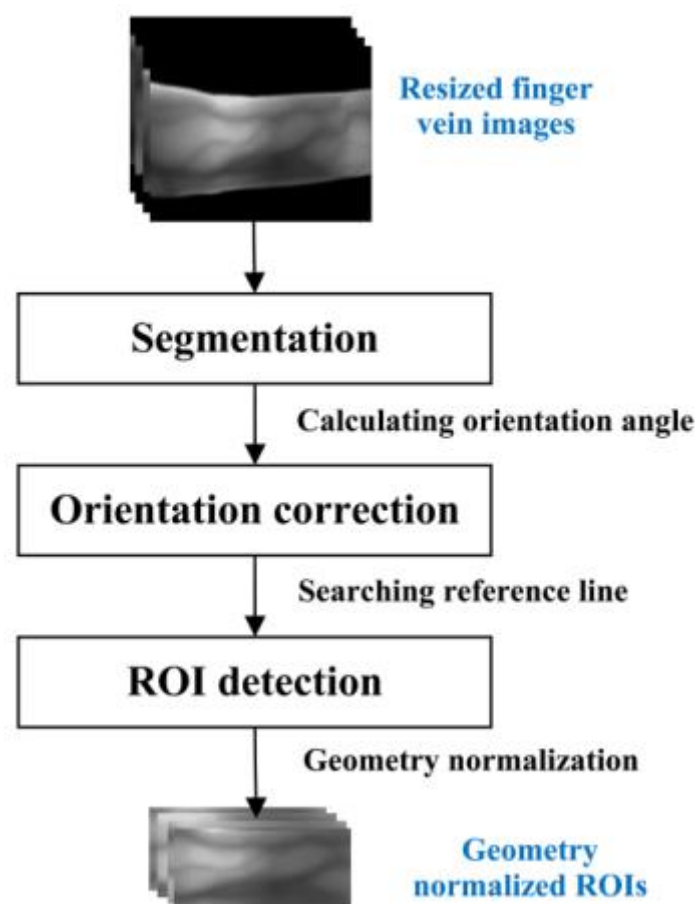 Resized finger
vein images
Segmentation
Calculating orientation angle
Orientation correction
Searching reference line
ROI detection
Geometry normalization
Geometry
normalized ROIs